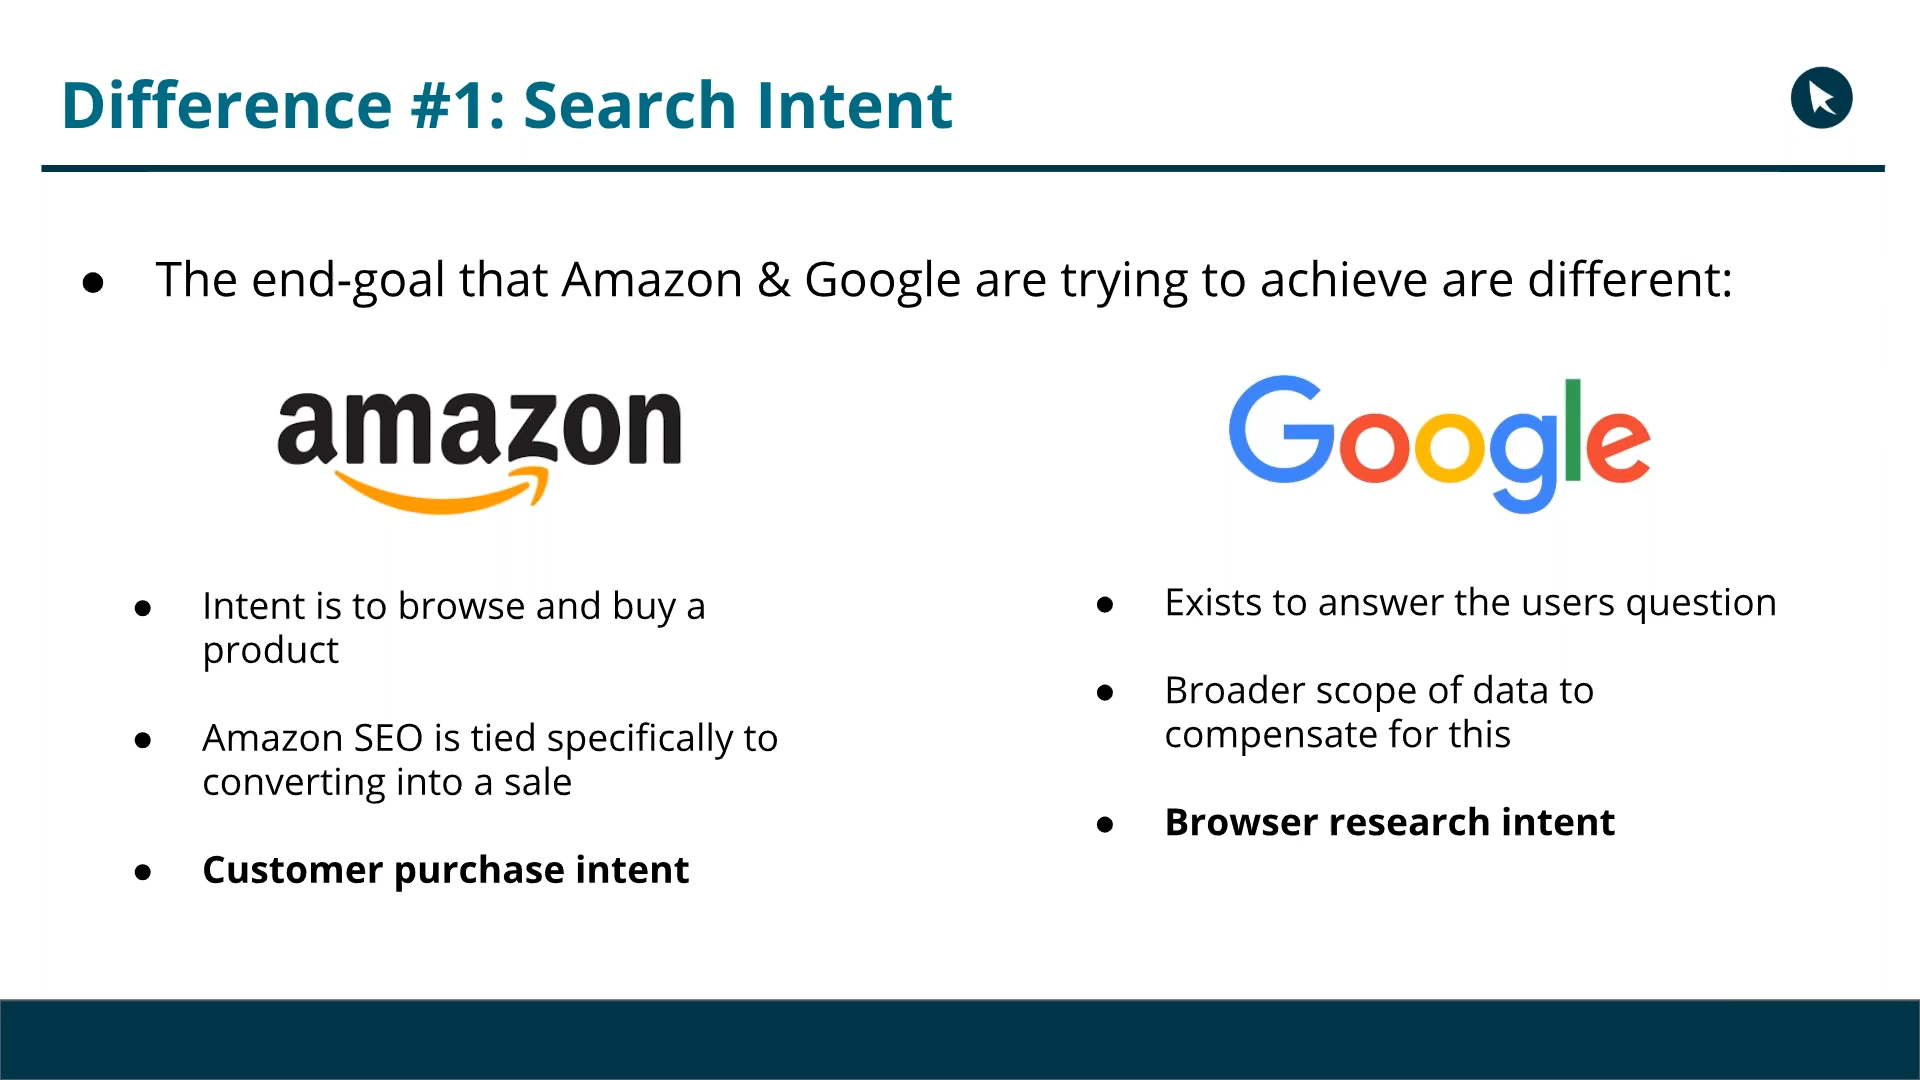 Difference #1: Search Intent
● The end-goal that Amazon & Google are trying to achieve are different:
amazon
● Intent is to browse and buy a
product
● Amazon SEO is tied specifically to
converting into a sale
● Customer purchase intent
Google
● Exists to answer the users question
● Broader scope of data to
compensate for this
● Browser research intent